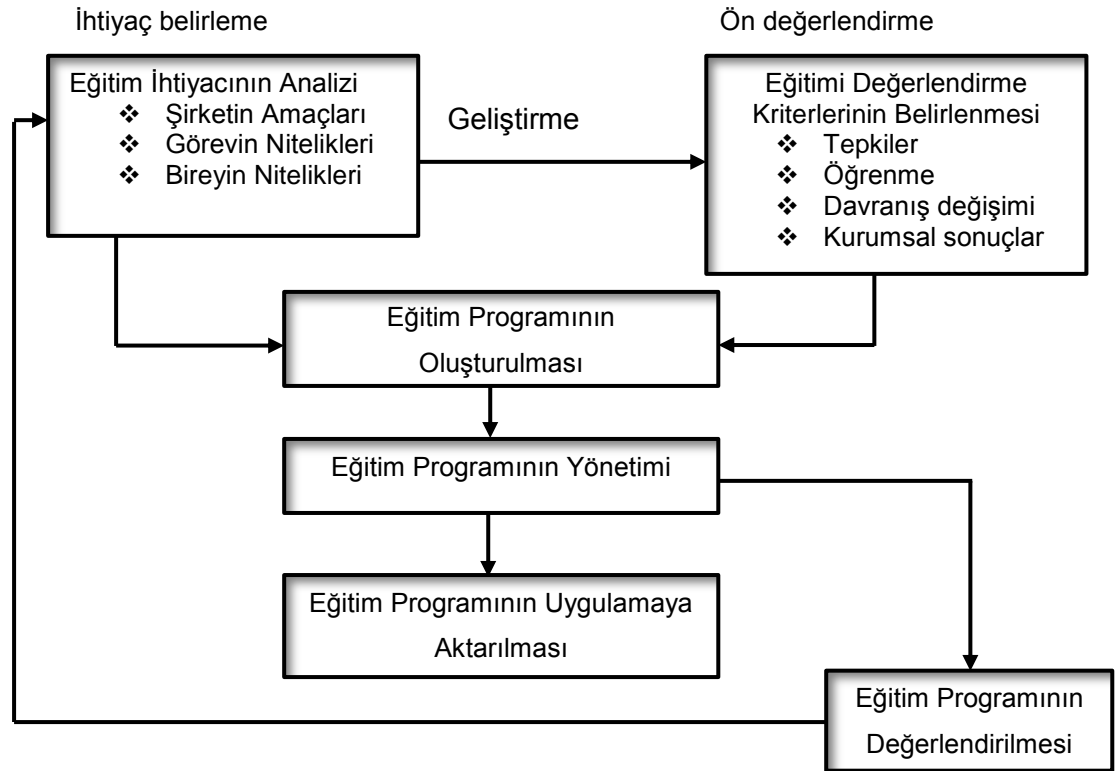 İhtiyaç belirleme
Ön değerlendirme
Eğitim İhtiyacının Analizi
❖ Şirketin Amaçları
❖ Görevin Nitelikleri
❖ Bireyin Nitelikleri
Geliştirme
Eğitimi Değerlendirme
Kriterlerinin Belirlenmesi
❖ Tepkiler
❖ Öğrenme
❖ Davranış değişimi
❖ Kurumsal sonuçlar
Eğitim Programının
Oluşturulması
Eğitim Programının Yönetimi
Eğitim Programının Uygulamaya
Aktarılması
Eğitim Programının
Değerlendirilmesi